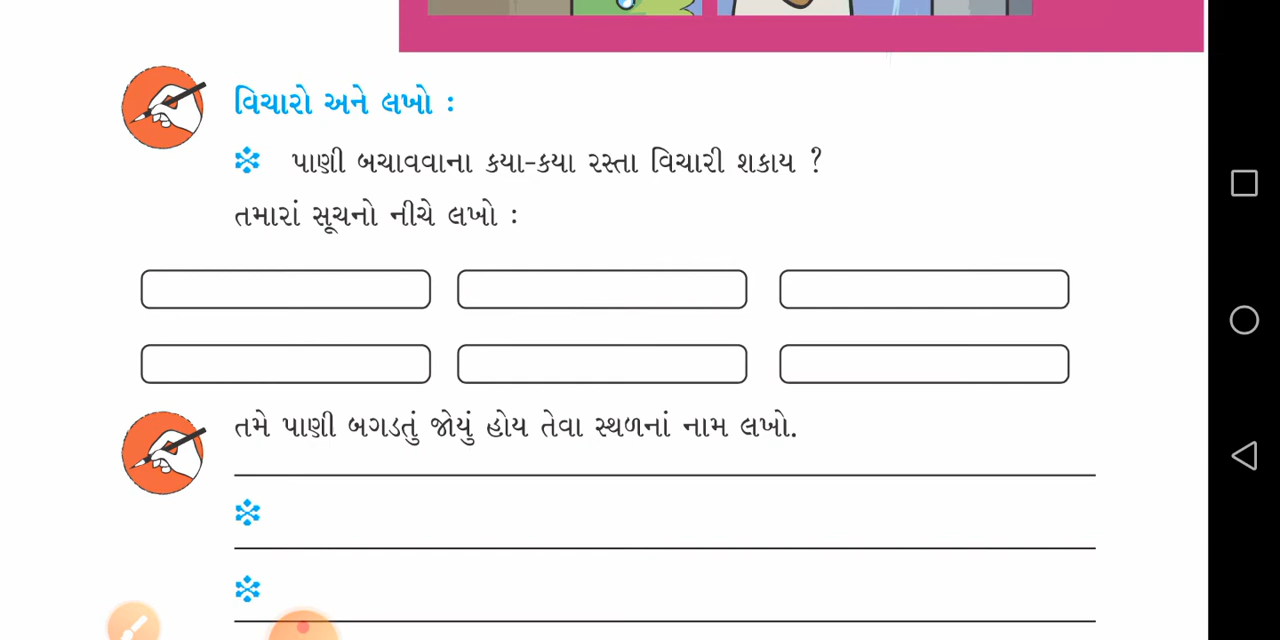 વિચારો અને લખો :
પાણી બચાવવાના કયા-કયા રસ્તા વિચારી શકાય ?
તમારાં સૂચનો નીચે લખો :
તમે પાણી બગડતું જોયું હોય તેવા સ્થળનાં નામ લખો.